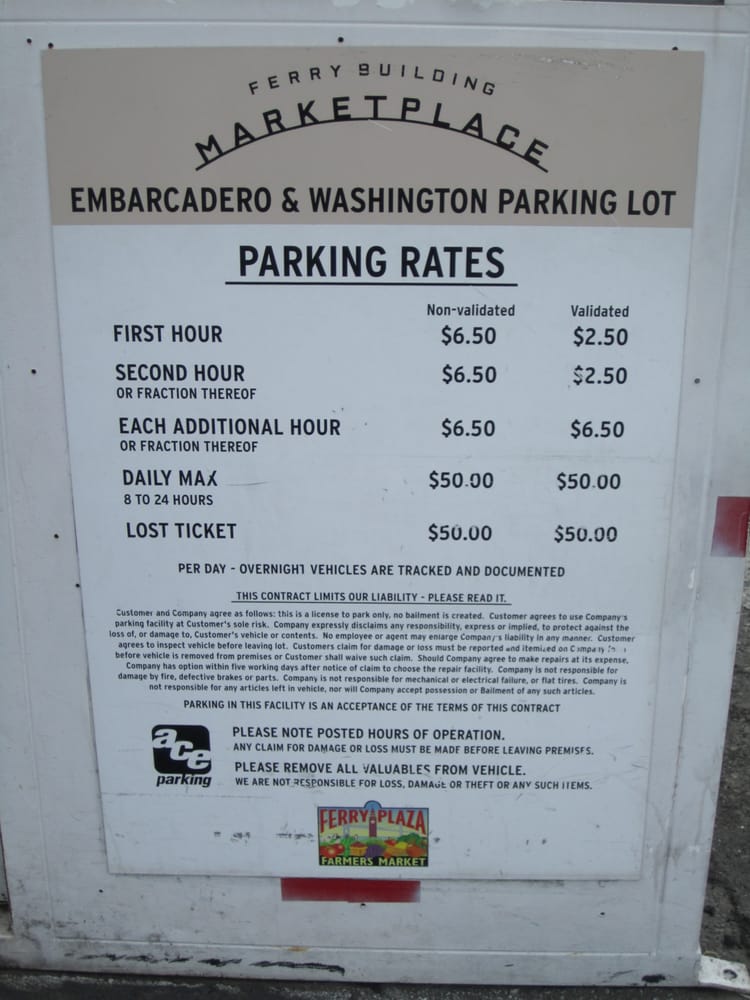 FERRY BUILDING
MARKETPLACE
EMBARCADERO & WASHINGTON PARKING LOT
PARKING RATES
Non-validated Validated
FIRST HOUR $6.50 $2.50
SECOND HOUR $6.50 $2.50
OR FRACTION THEREOF
EACH ADDITIONAL HOUR $6.50 $6.50
OR FRACTION THEREOF
DAILY MAX $50.00 $50.00
8 TO 24 HOURS
LOST TICKET $50.00 $50.00
PER DAY - OVERNIGHT VEHICLES ARE TRACKED AND DOCUMENTED
THIS CONTRACT LIMITS OUR LIABILITY - PLEASE READ IT.
Customer and Company agree as follows: this is a license to park only, no bailment is created. Customer agrees to use Company's
parking facility at Customer's sole risk. Company expressly disclaims any responsibility, express or implied, to protect against the
loss of, or damage to, Customer's vehicle or contents. No employee or agent may enlarge Company's liability in any manner. Customer
agrees to inspect vehicle before leaving lot. Customers claim for damage or loss must be reported and itemized on Company
before vehicle is removed from premises or Customer shall waive such claim. Should Company agree to make repairs at its expense,
Company has option within five working days after notice of claim to choose the repair facility. Company is not responsible for
damage by fire, defective brakes or parts. Company is not responsible for mechanical or electrical failure, or flat tires. Company is
not responsible for any articles left in vehicle, nor will Company accept possession or Bailment of any such articles.
PARKING IN THIS FACILITY IS AN ACCEPTANCE OF THE TERMS OF THIS CONTRACT
ace
parking
PLEASE NOTE POSTED HOURS OF OPERATION.
ANY CLAIM FOR DAMAGE OR LOSS MUST BE MADE BEFORE LEAVING PREMISES.
PLEASE REMOVE ALL VALUABLES FROM VEHICLE.
WE ARE NOT RESPONSIBLE FOR LOSS, DAMAGE OR THEFT OR ANY SUCH ITEMS.
FERRY PLAZA
FARMERS MARKET